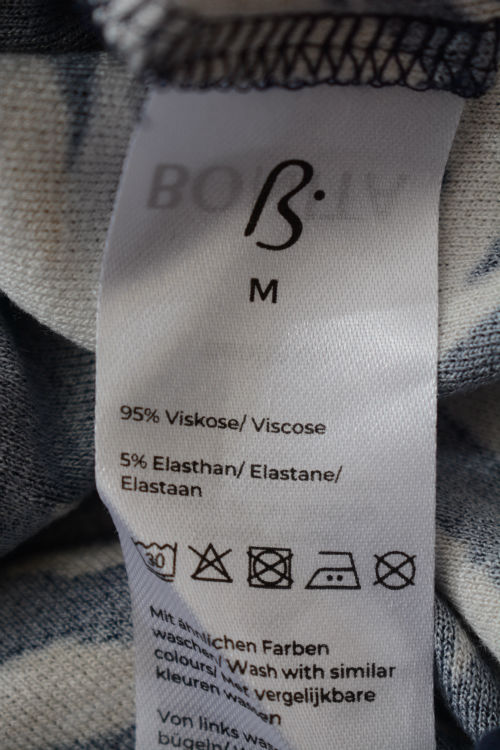 ß.
M
95% Viskose/ Viscose
5% Elasthan/ Elastane/
Elastaan
30
Mit ähnlichen Farben
waschen/ Wash with similar
colours/ Met vergelijkbare
kleuren wassen
Von links
bügeln/